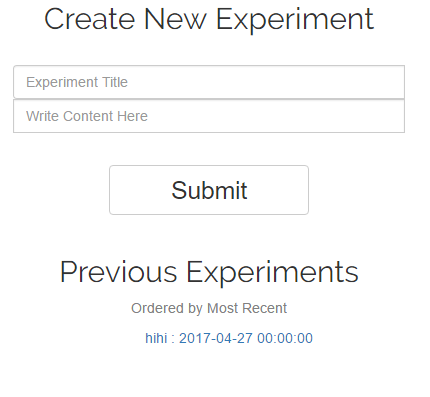 Create New Experiment
Experiment Title
Write Content Here
Submit
Previous Experiments
Ordered by Most Recent
hihi : 2017-04-27 00:00:00